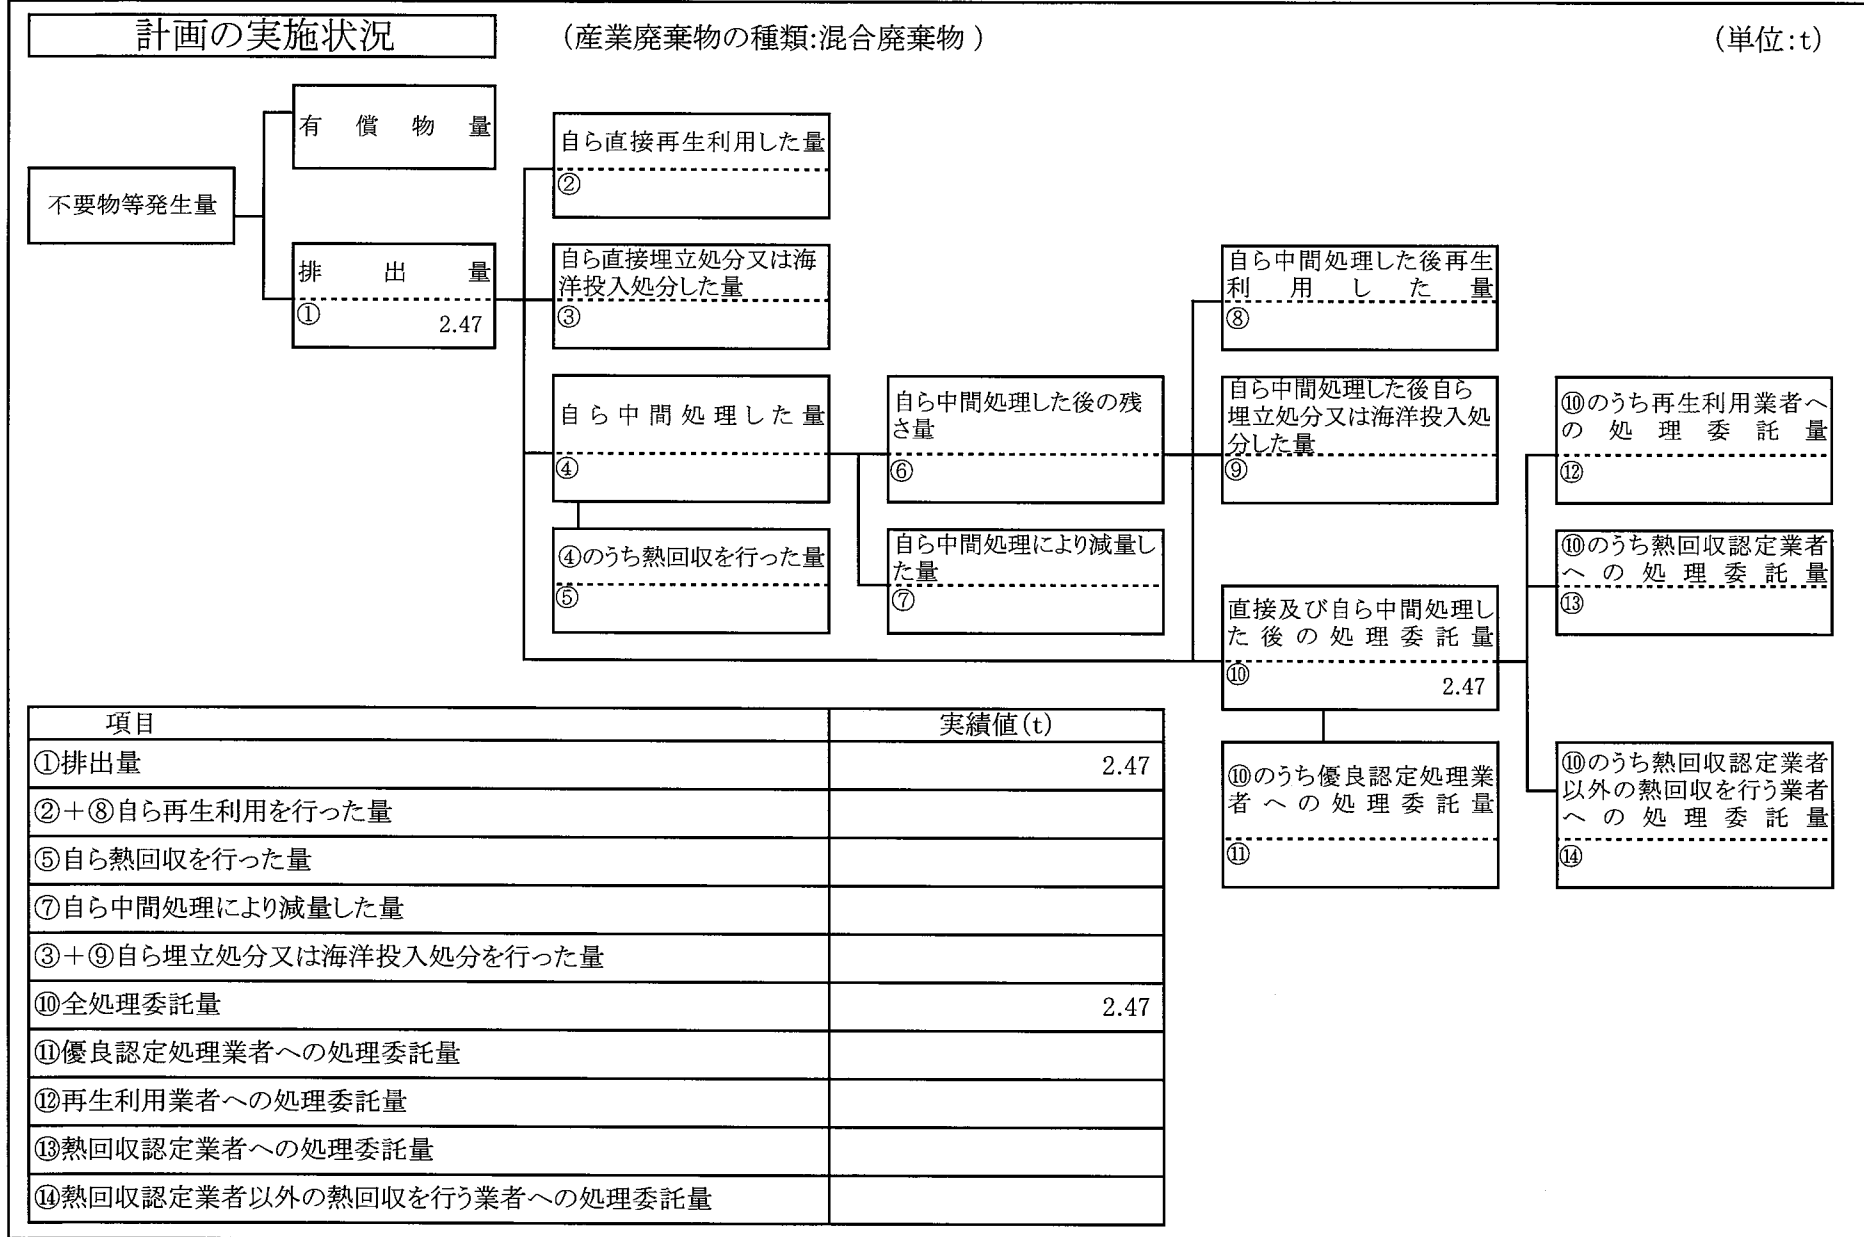 計画の実施状況
（産業廃棄物の種類:混合廃棄物 ）
（単位:t）
有償物量
不要物等発生量
排出量
①
2.47
自ら直接再生利用した量
②
自ら直接埋立処分又は海
洋投入処分した量
③
自ら中間処理した量
④
④のうち熱回収を行った量
⑤
自ら中間処理した後の残
さ量
⑥
自ら中間処理により減量し
た量
⑦
自ら中間処理した後再生
利用した量
⑧
自ら中間処理した後自ら
埋立処分又は海洋投入処
分した量
⑨
直接及び自ら中間処理し
た後の処理委託量
⑩
2.47
⑩のうち優良認定処理業
者への処理委託量
⑪
⑩のうち再生利用業者へ
の処理委託量
⑫
⑩のうち熱回収認定業者
への処理委託量
⑬
⑩のうち熱回収認定業者
以外の熱回収を行う業者
への処理委託量
⑭
項目 実績値(t)
①排出量 2.47
②＋⑧自ら再生利用を行った量
⑤自ら熱回収を行った量
⑦自ら中間処理により減量した量
③＋⑨自ら埋立処分又は海洋投入処分を行った量
⑩全処理委託量 2.47
⑪優良認定処理業者への処理委託量
⑫再生利用業者への処理委託量
⑬熱回収認定業者への処理委託量
⑭熱回収認定業者以外の熱回収を行う業者への処理委託量